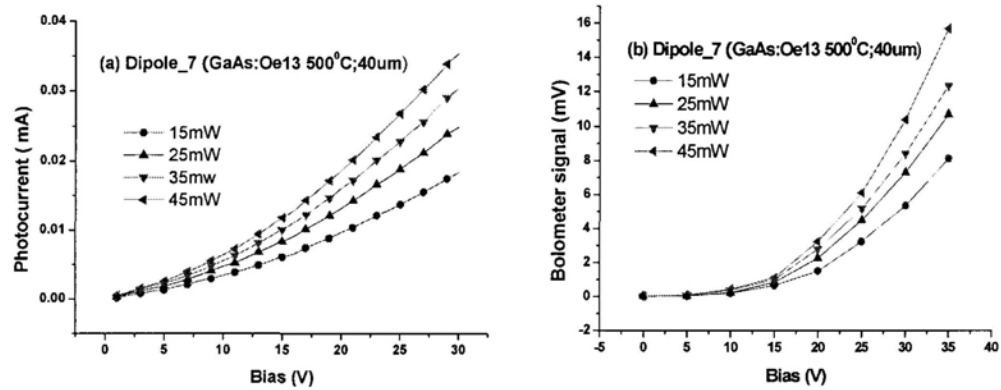 0.04
0.03
0.02
0.01
0.00
Photocurrent ( mA)
(a) Dipole_7 (GaAs:Oe13 500⁰C;40um)
15mW
25mW
35mw
45mW
0 5 10 15 20 25 30
Bias (V)
16
14
12
10
8
6
4
2
0
-2
Bolometer signal (mV)
(b) Dipole_7 (GaAs:Oe13 500⁰C;40um)
15mW
25mW
35mW
45mW
-5 0 5 10 15 20 25 30 35 40
Bias (V)